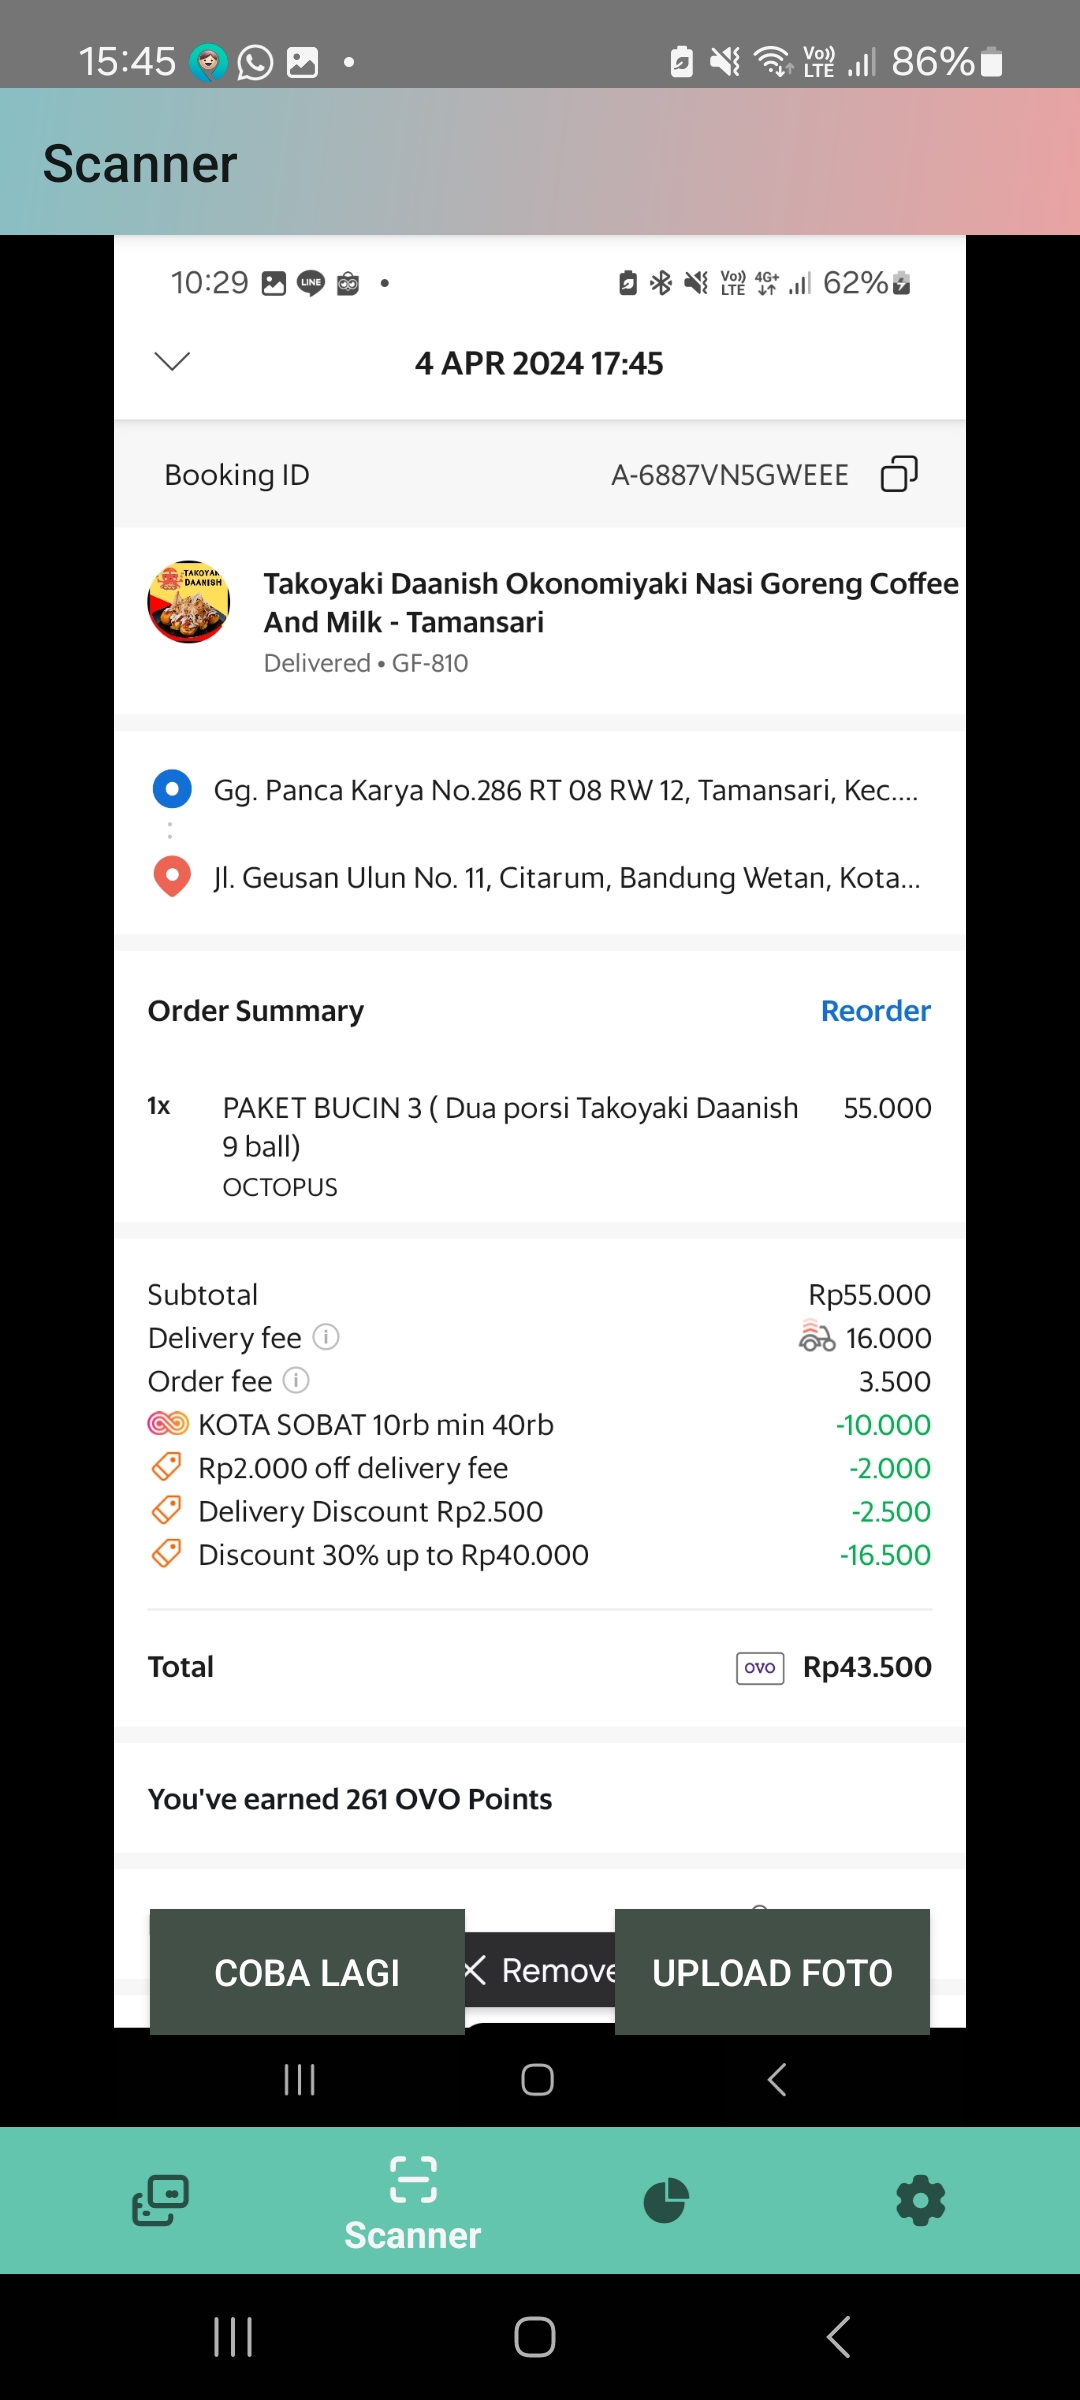 15:45
Vo))
LTE
86%
Scanner
10:29
LINE
Vo))
LTE
4G+
62%
4 APR 2024 17:45
Booking ID
A-6887VN5GWEEE
TAKOYAKI
DAANISH
Takoyaki Daanish Okonomiyaki Nasi Goreng Coffee
And Milk - Tamansari
Delivered • GF-810
Gg. Panca Karya No.286 RT 08 RW 12, Tamansari, Kec....
Jl. Geusan Ulun No. 11, Citarum, Bandung Wetan, Kota...
Order Summary
Reorder
1x PAKET BUCIN 3 ( Dua porsi Takoyaki Daanish 55.000
9 ball)
OCTOPUS
Subtotal Rp55.000
Delivery fee 16.000
Order fee 3.500
KOTA SOBAT 10rb min 40rb -10.000
Rp2.000 off delivery fee -2.000
Delivery Discount Rp2.500 -2.500
Discount 30% up to Rp40.000 -16.500
Total OVO Rp43.500
You've earned 261 OVO Points
COBA LAGI
Remove
UPLOAD FOTO
Scanner